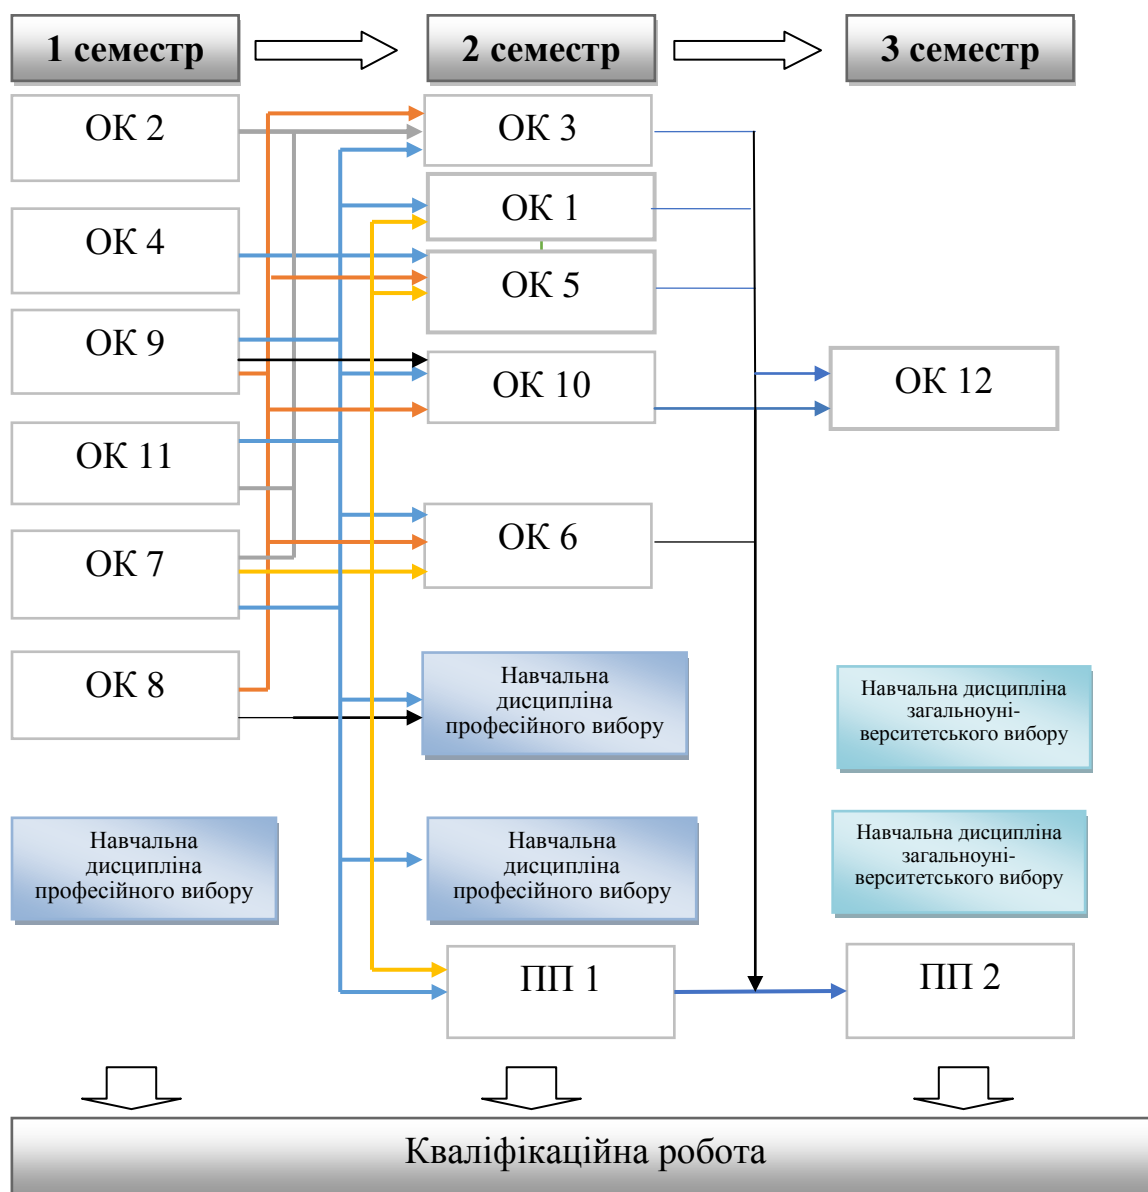 1 семестр
2 семестр
3 семестр
ОК 2
ОК 4
ОК 9
ОК 11
ОК 7
ОК 8
Навчальна
дисципліна
професійного вибору
ОК 3
ОК 1
ОК 5
ОК 10
ОК 6
Навчальна
дисципліна
професійного вибору
Навчальна
дисципліна
професійного вибору
ПП 1
ОК 12
Навчальна дисципліна
загальноуні-
верситетського вибору
Навчальна дисципліна
загальноуні-
верситетського вибору
ПП 2
Кваліфікаційна робота